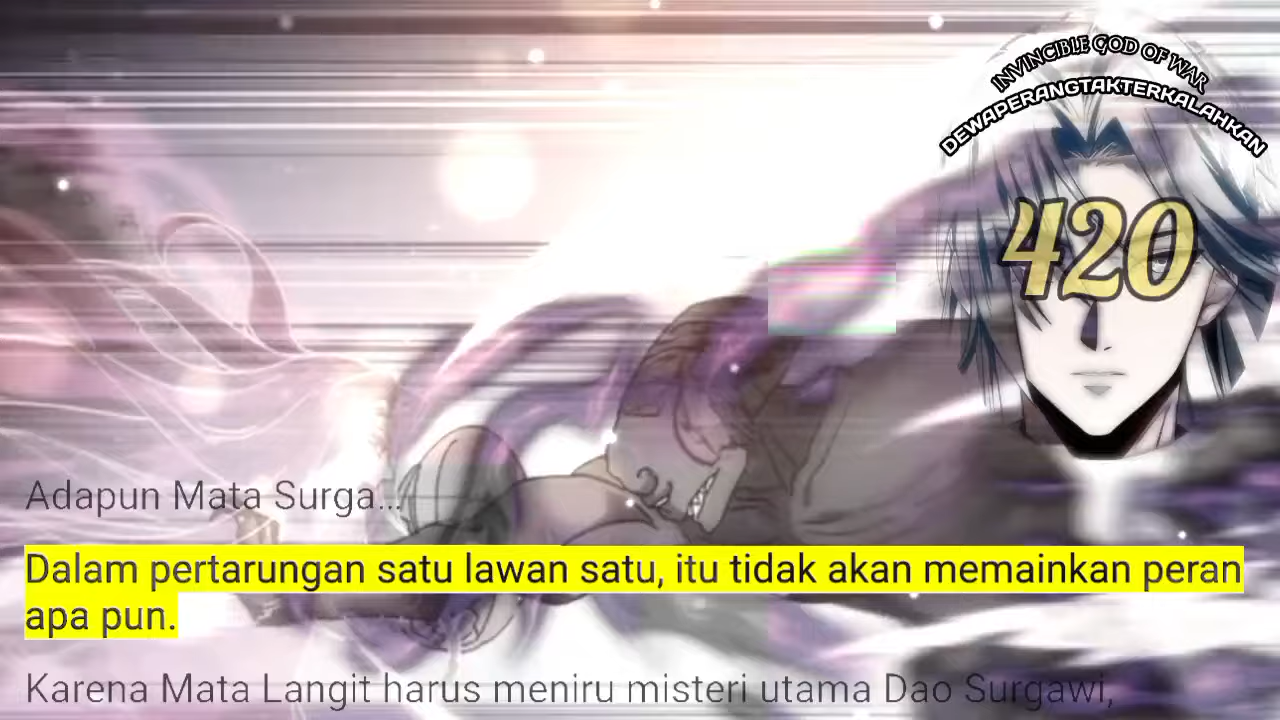 INVINCIBLE GOD OF WAR
DEWAPERANGTAKTERKALAHKAN
420
Adapun Mata Surga...
Dalam pertarungan satu lawan satu, itu tidak akan memainkan peran
apa pun.
Karena Mata Langit harus meniru misteri utama Dao Surgawi,